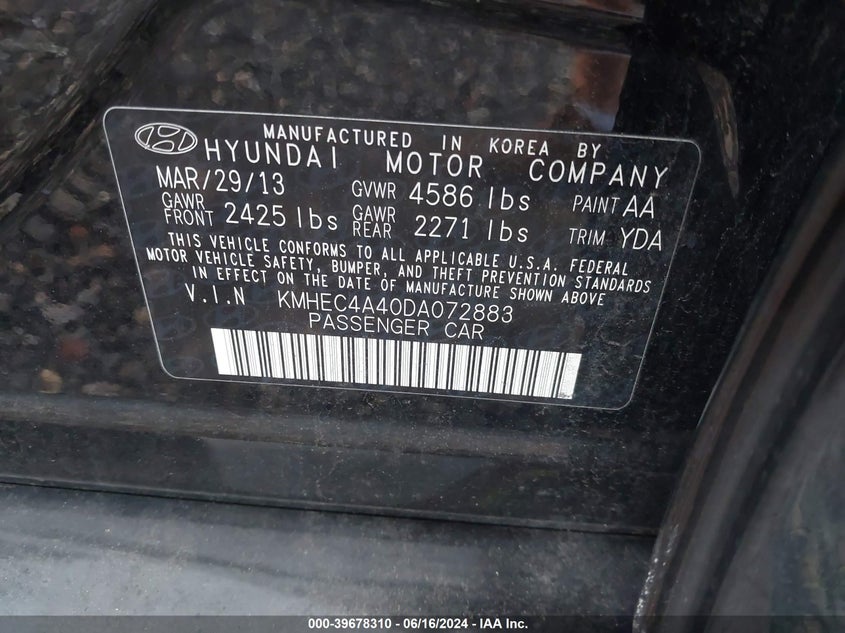 MANUFACTURED IN KOREA BY
HYUNDAI MOTOR COMPANY
MAR/29/13 GVWR 4586 lbs PAINT AA
GAWR FRONT 2425 lbs GAWR REAR 2271 lbs TRIM YDA
THIS VEHICLE CONFORMS TO ALL APPLICABLE U.S.A. FEDERAL
MOTOR VEHICLE SAFETY, BUMPER, AND THEFT PREVENTION STANDARDS
IN EFFECT ON THE DATE OF MANUFACTURE SHOWN ABOVE
V.I.N KMHEC4A40DA072883
PASSENGER CAR
000-39678310 - 06/16/2024 - IAA Inc.